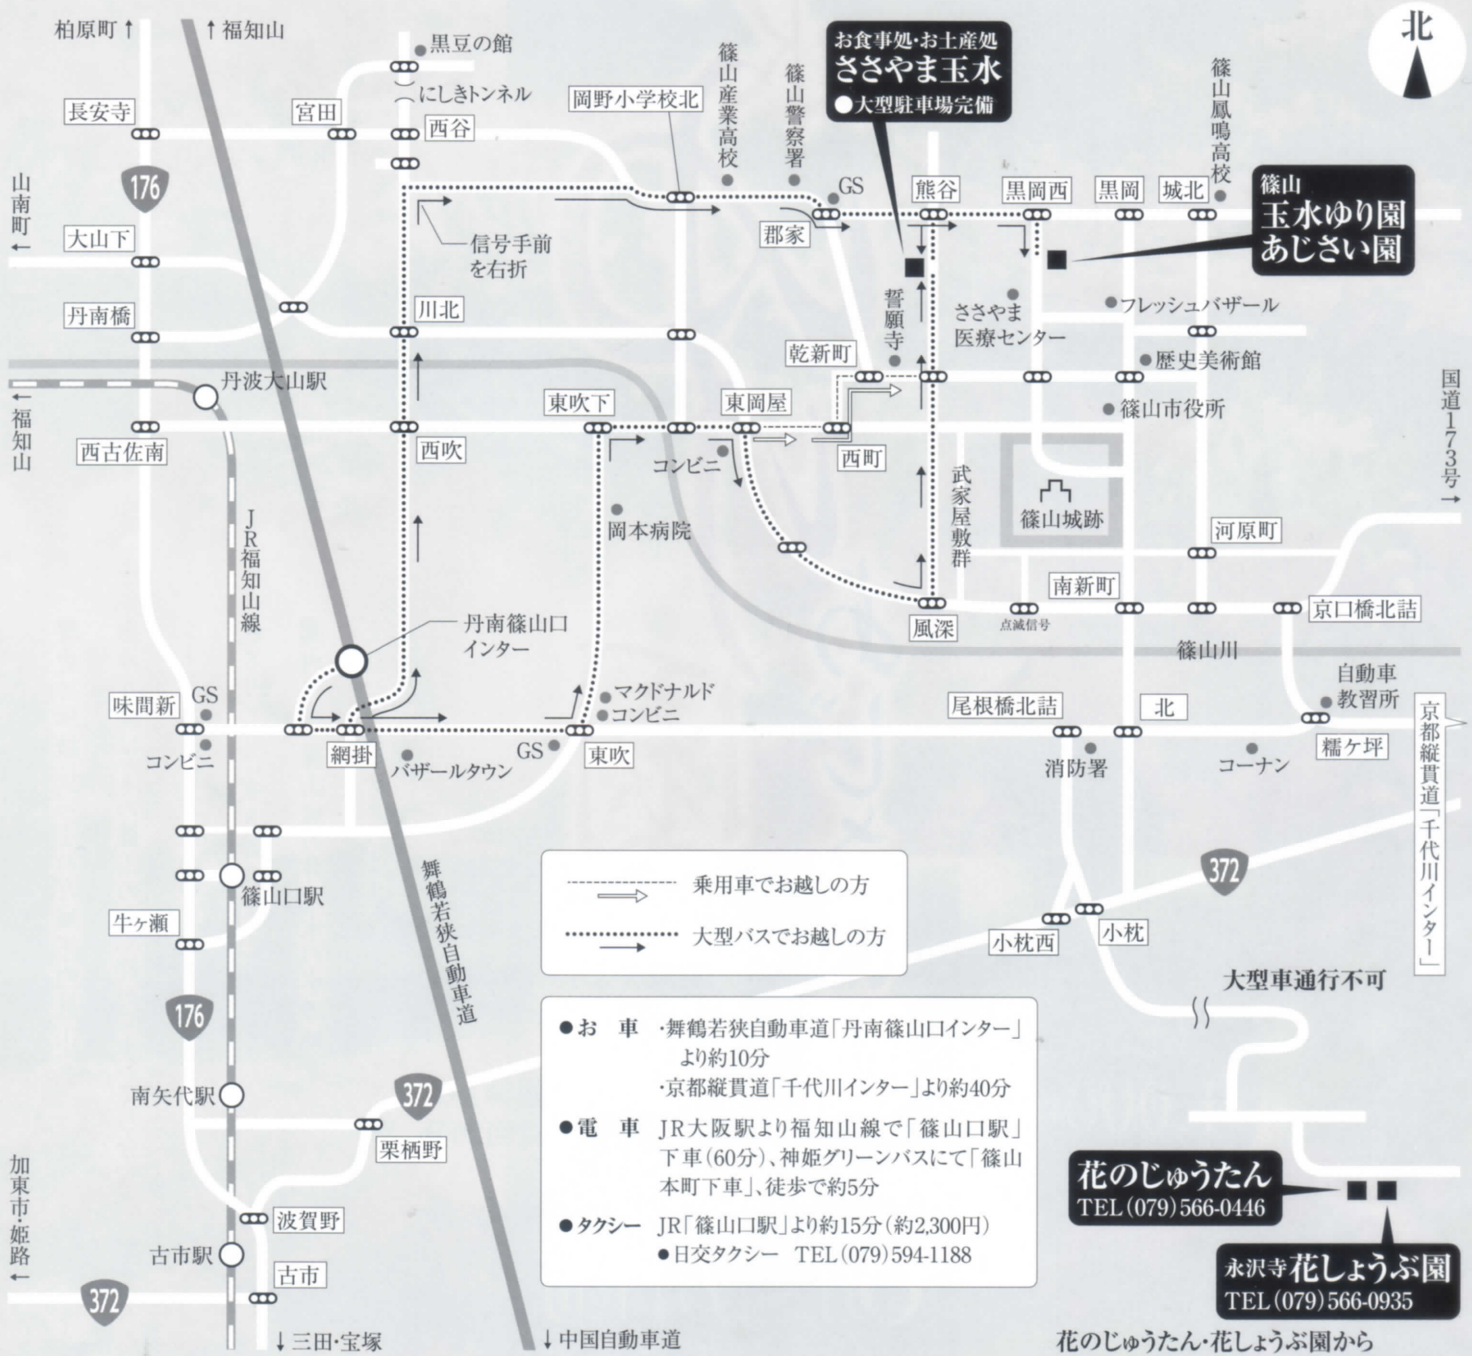 柏原町↑
↑福知山
黒豆の館
にしきトンネル
長安寺
宮田
西谷
岡野小学校北
篠山産業高校
篠山警察署
お食事処・お土産処
ささやま玉水
●大型駐車場完備
北
篠山鳳鳴高校
176
山南町←
大山下
信号手前
を右折
郡家
GS
熊谷
黒岡西
黒岡
城北
篠山
玉水ゆり園
あじさい園
丹南橋
川北
誓願寺
ささやま
医療センター
フレッシュバザール
乾新町
歴史美術館
篠山市役所
国道173号→
丹波大山駅
←福知山
西古佐南
西吹
東吹下
東岡屋
コンビニ
西町
武家屋敷群
篠山城跡
岡本病院
JR福知山線
河原町
南新町
京口橋北詰
風深
点滅信号
篠山川
丹南篠山口
インター
自動車
教習所
味間新
GS
コンビニ
網掛
バザールタウン
マクドナルド
コンビニ
GS
東吹
尾根橋北詰
北
消防署
コーナン
糯ケ坪
京都縦貫道「千代川インター」
篠山口駅
牛ヶ瀬
舞鶴若狭自動車道
乗用車でお越しの方
大型バスでお越しの方
372
小枕西
小枕
大型車通行不可
176
南矢代駅
372
栗栖野
●お車 ・舞鶴若狭自動車道「丹南篠山口インター」
より約10分
・京都縦貫道「千代川インター」より約40分
●電車 JR大阪駅より福知山線で「篠山口駅」
下車(60分)、神姫グリーンバスにて「篠山
本町下車」、徒歩で約5分
●タクシー JR「篠山口駅」より約15分(約2,300円)
●日交タクシー TEL(079)594-1188
加東市・姫路←
波賀野
古市駅
古市
372
↓三田・宝塚
↓中国自動車道
花のじゅうたん
TEL(079)566-0446
永沢寺花しょうぶ園
TEL(079)566-0935
花のじゅうたん・花しょうぶ園から